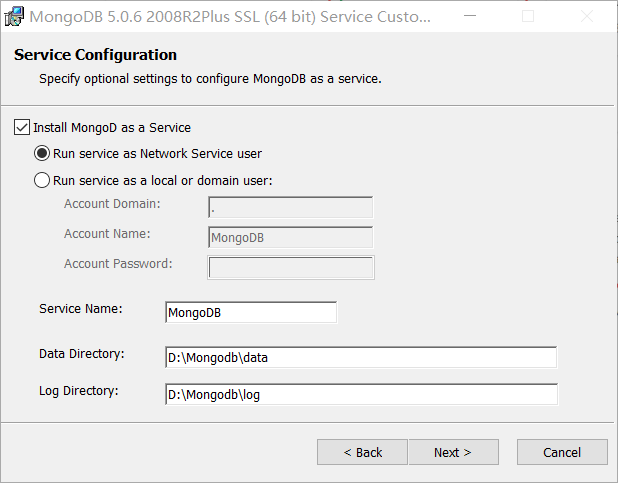 MongoDB 5.0.6 2008R2Plus SSL (64 bit) Service Custo...
Service Configuration
Specify optional settings to configure MongoDB as a service.
Install MongoD as a Service
Run service as Network Service user
Run service as a local or domain user:
Account Domain: .
Account Name: MongoDB
Account Password:
Service Name: MongoDB
Data Directory: D:\Mongodb\data
Log Directory: D:\Mongodb\log
< Back Next > Cancel